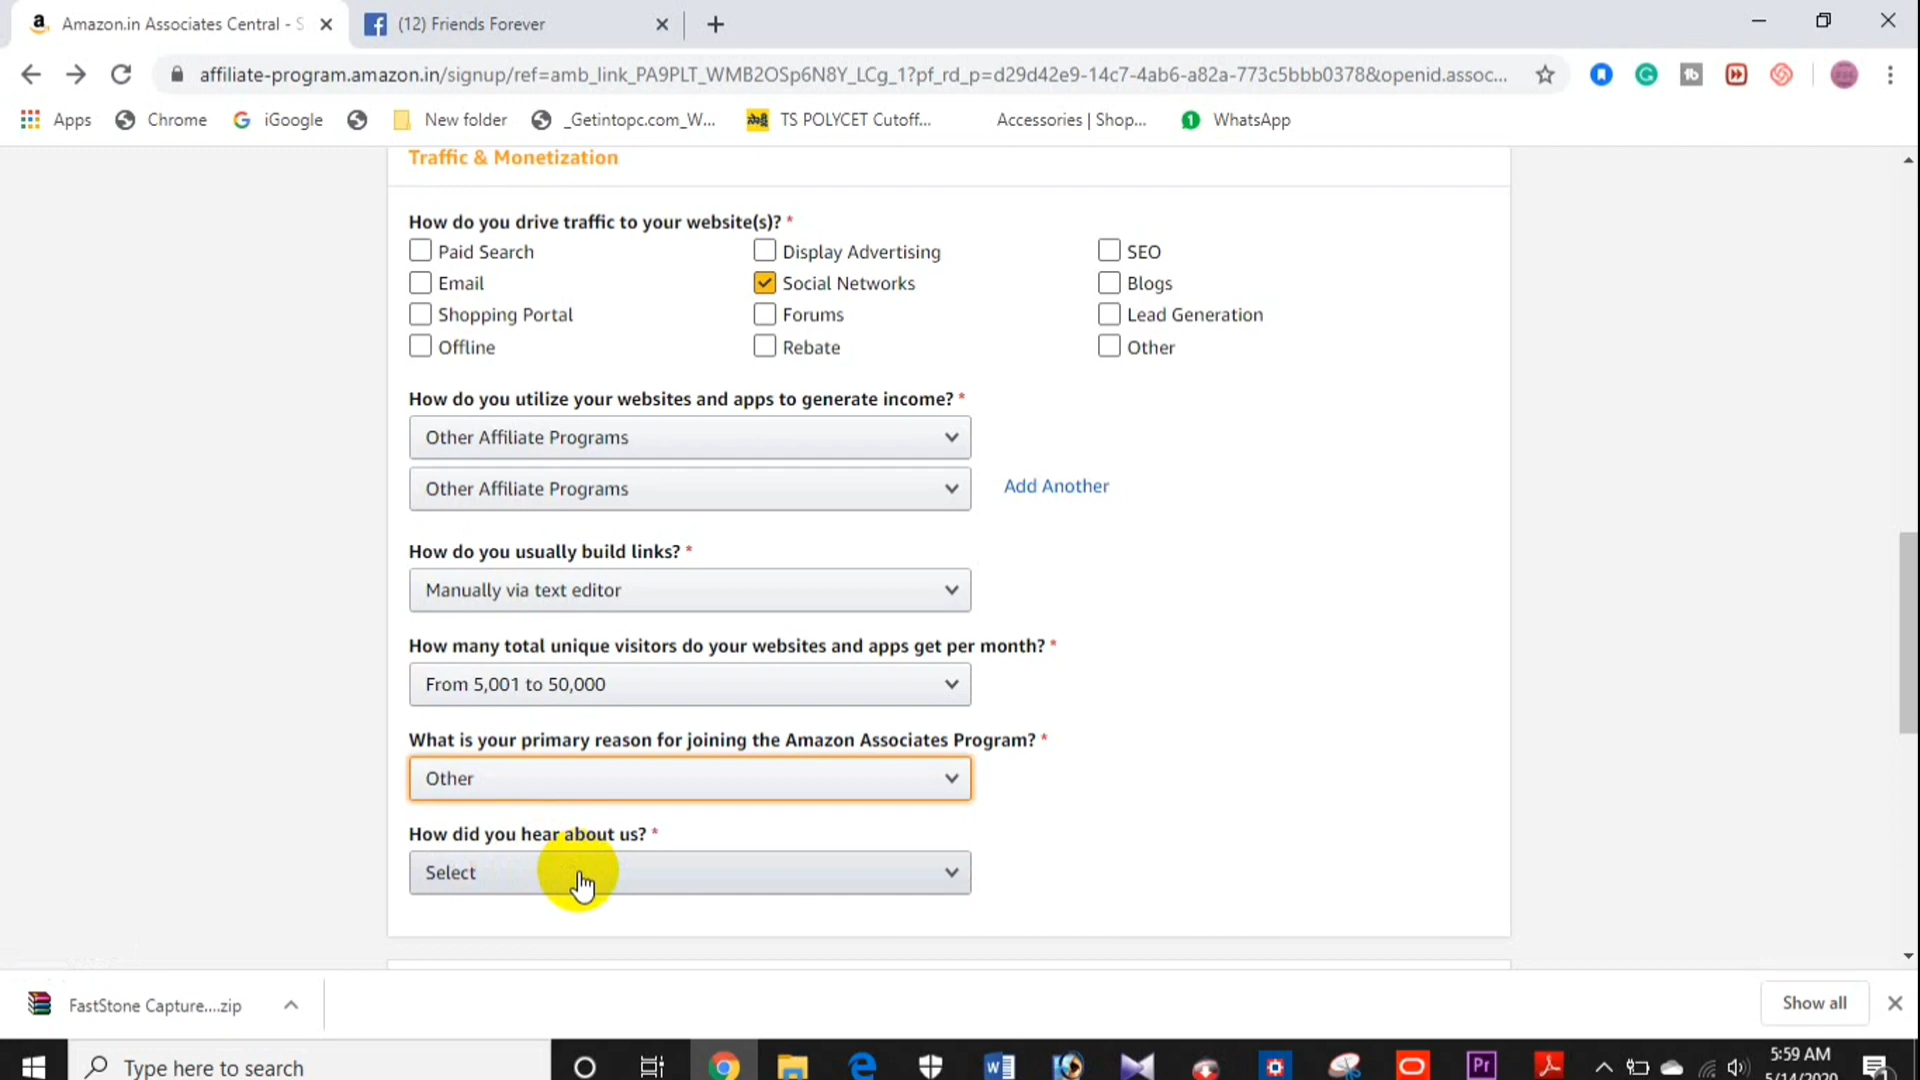 Amazon.in Associates Central - S
(12) Friends Forever
affiliate-program.amazon.in/signup/ref=amb_link_PA9PLT_WMB2OSp6N8Y_LCg_1?pf_rd_p=d29d42e9-14c7-4ab6-a82a-773c5bbb0378&openid.assoc...
Apps Chrome iGoogle New folder _Getintopc.com_W... TS POLYCET Cutoff... Accessories | Shop... WhatsApp
Traffic & Monetization
How do you drive traffic to your website(s)? *
Paid Search Display Advertising SEO
Email Social Networks Blogs
Shopping Portal Forums Lead Generation
Offline Rebate Other
How do you utilize your websites and apps to generate income? *
Other Affiliate Programs
Other Affiliate Programs Add Another
How do you usually build links? *
Manually via text editor
How many total unique visitors do your websites and apps get per month? *
From 5,001 to 50,000
What is your primary reason for joining the Amazon Associates Program? *
Other
How did you hear about us? *
Select
FastStone Capture....zip Show all
Type here to search
5:59 AM
5/14/2020